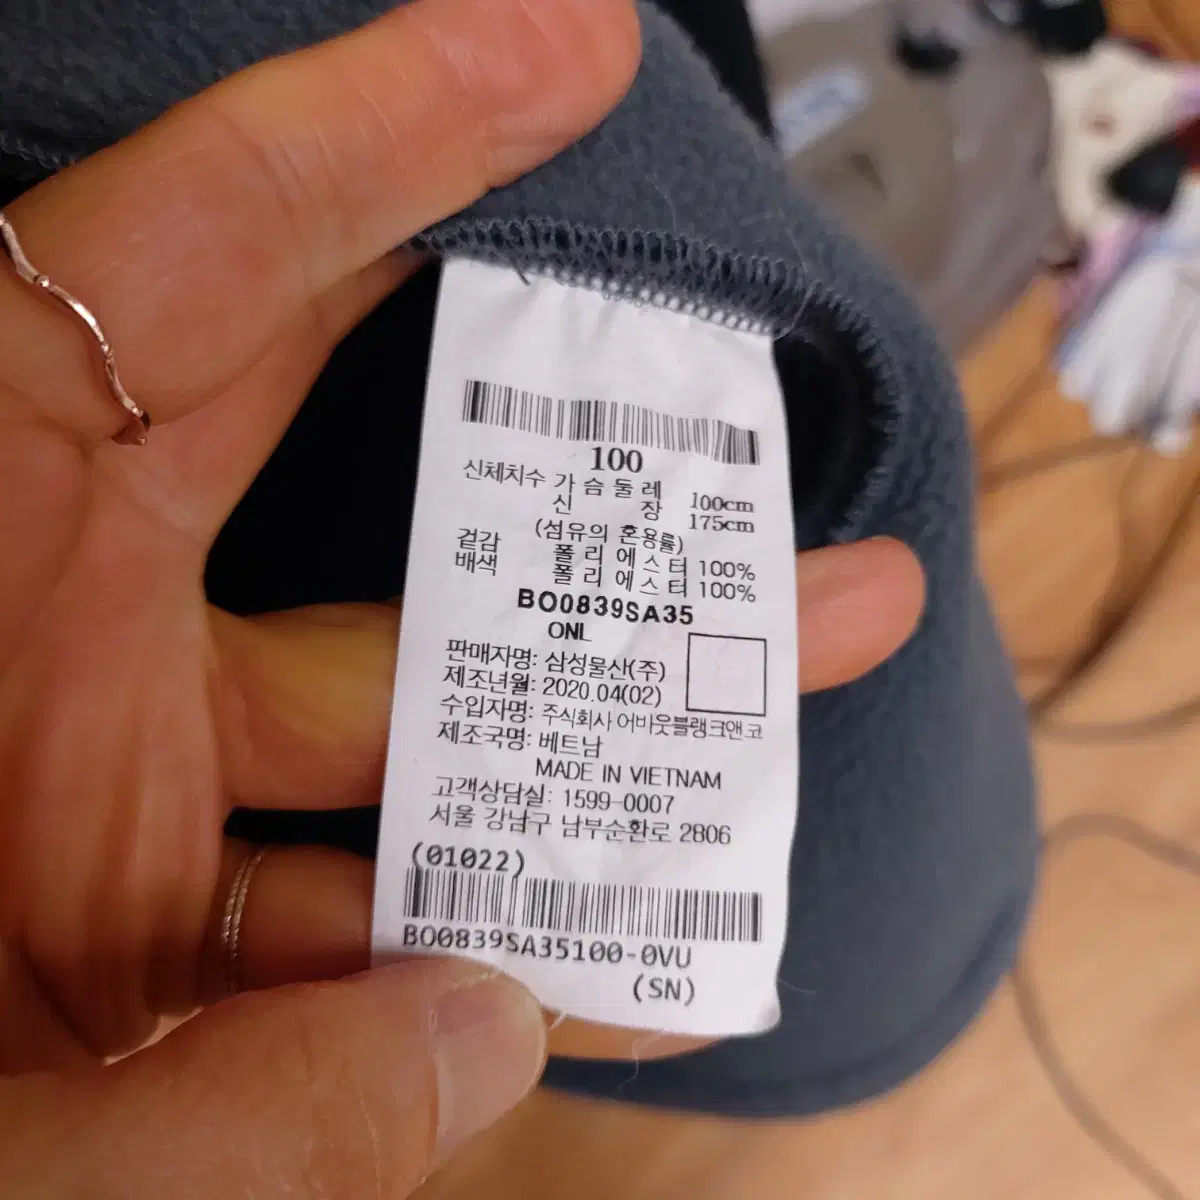 100
신체치수 가 슴 둘 레 100cm
신 장 175cm
(섬유의 혼용률)
겉감 폴 리 에 스 터 100%
배색 폴 리 에 스 터 100%
BO0839SA35
ONL
판매자명: 삼성물산(주)
제조년월: 2020.04(02)
수입자명: 주식회사 어바웃블랭크앤코
제조국명: 베트남
MADE IN VIETNAM
고객상담실: 1599-0007
서울 강남구 남부순환로 2806
(01022)
BO0839SA35100-0VU
(SN)